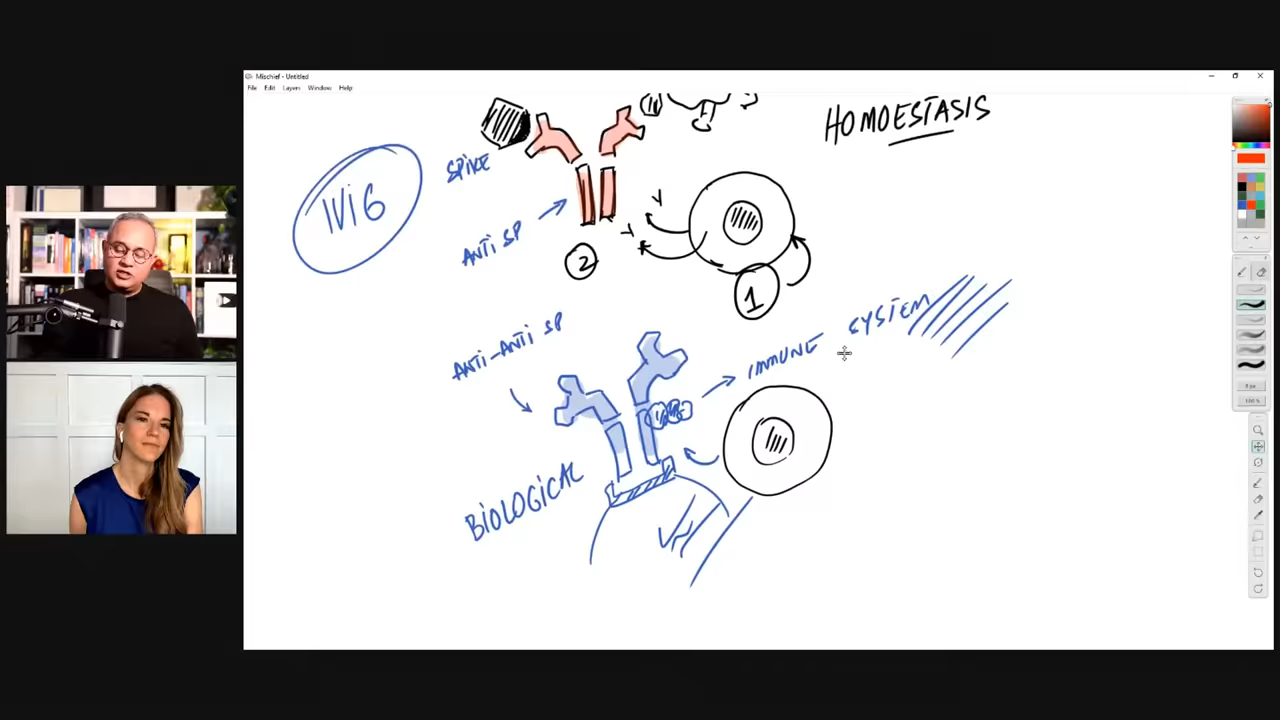 Mischief - Untitled
File Edit Layers Window Help
HOMOESTASIS
SPIKE
IVIG
ANTI SP
2
1
ANTI-ANTI SP
IMMUNE SYSTEM
BIOLOGICAL